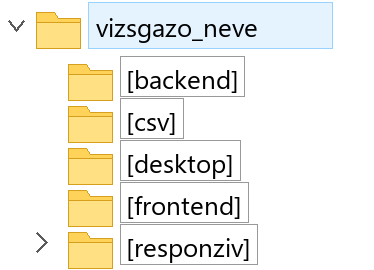 vizsgazo_neve
[backend]
[csv]
[desktop]
[frontend]
[responziv]